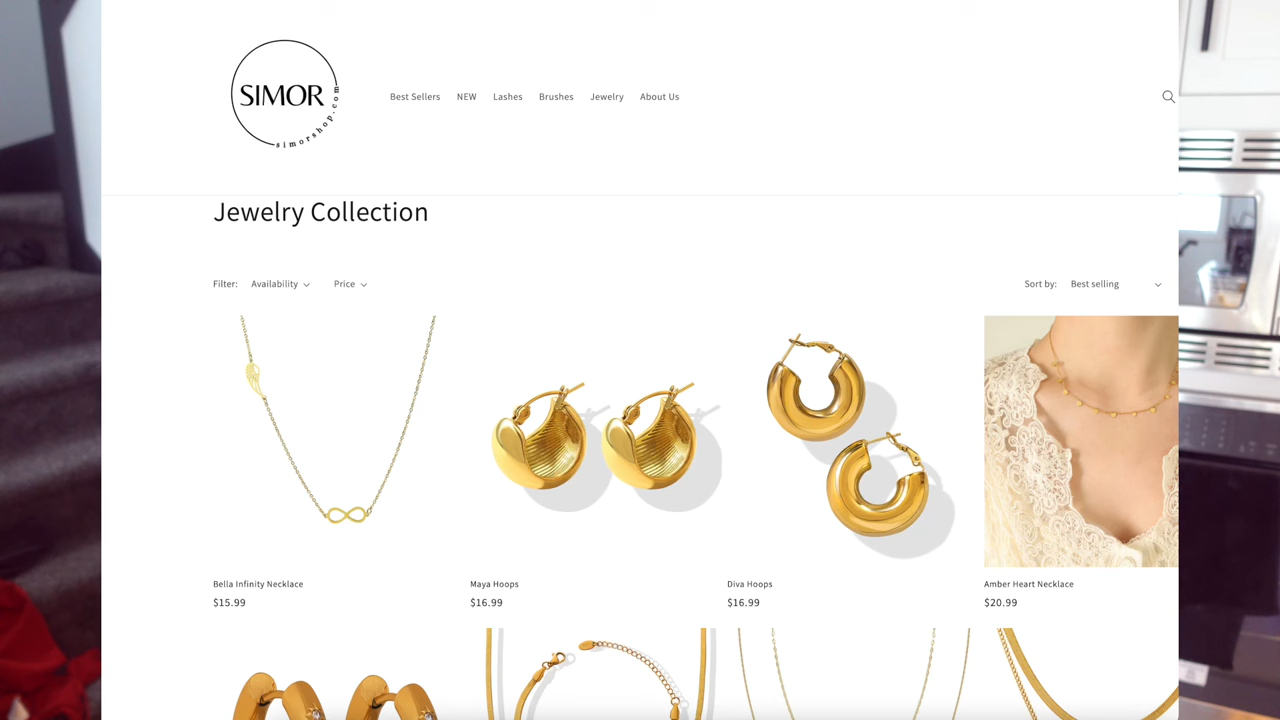 SIMOR
simorshop.com
Best Sellers NEW Lashes Brushes Jewelry About Us
Jewelry Collection
Filter: Availability Price Sort by: Best selling
Bella Infinity Necklace Maya Hoops Diva Hoops Amber Heart Necklace
$15.99 $16.99 $16.99 $20.99